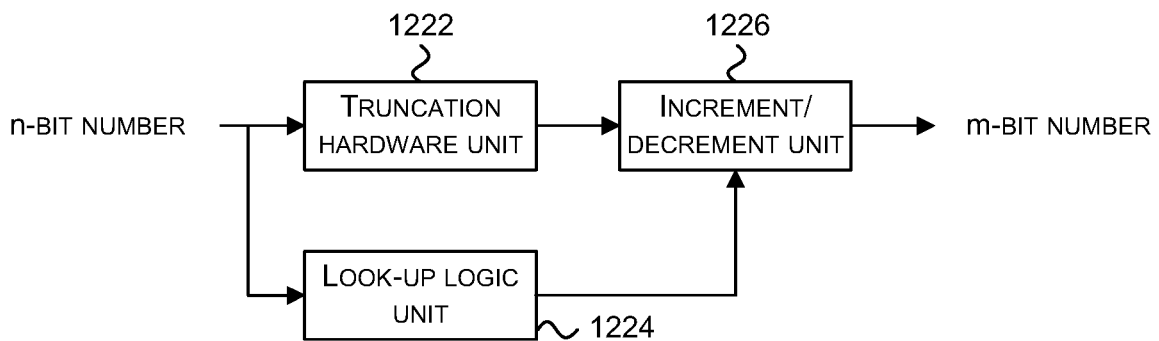 1222
1226
n-BIT NUMBER
TRUNCATION
HARDWARE UNIT
INCREMENT/
DECREMENT UNIT
m-BIT NUMBER
LOOK-UP LOGIC
UNIT
1224